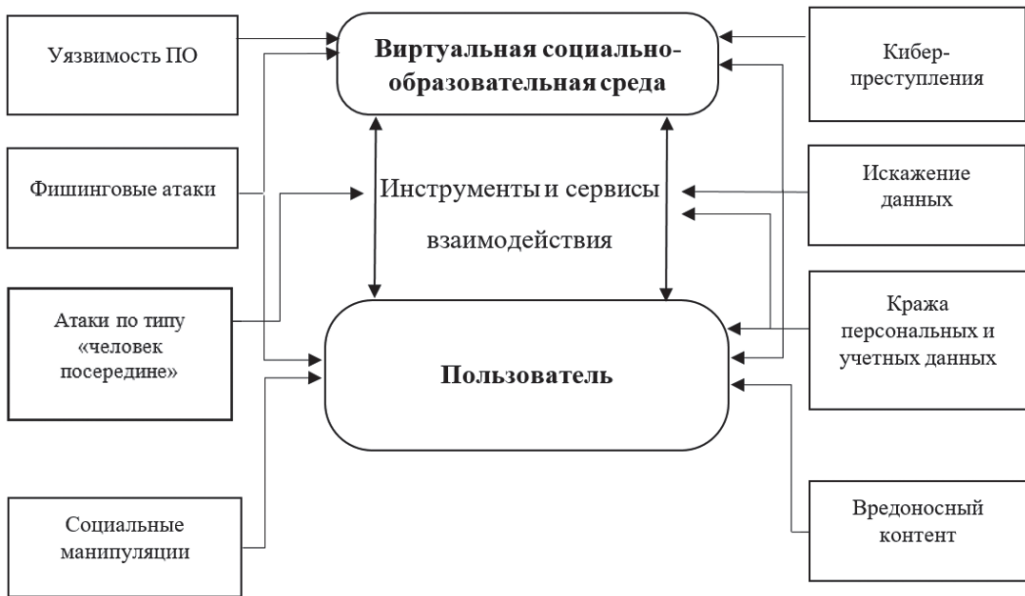 Уязвимость ПО
Виртуальная социально-
образовательная среда
Кибер-
преступления
Фишинговые атаки
Инструменты и сервисы
взаимодействия
Искажение
данных
Атаки по типу
«человек
посередине»
Пользователь
Кража
персональных и
учетных данных
Социальные
манипуляции
Вредоносный
контент